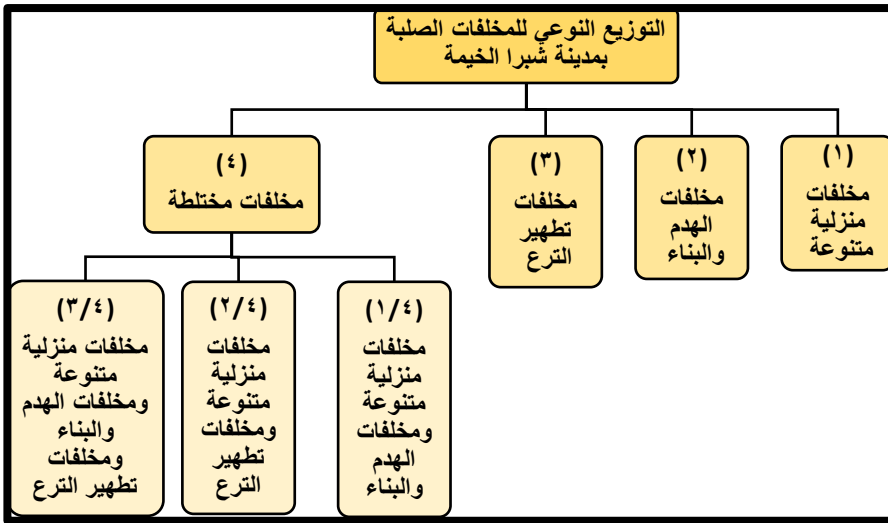 التوزيع النوعي للمخلفات الصلبة
بمدينة شبرا الخيمة
(١)
مخلفات
منزلية
متنوعة
(٢)
مخلفات
الهدم
والبناء
(٣)
مخلفات
تطهير
الترع
(٤)
مخلفات مختلطة
(١/٤)
مخلفات
منزلية
متنوعة
ومخلفات
الهدم
والبناء
(٢/٤)
مخلفات
منزلية
متنوعة
ومخلفات
تطهير
الترع
(٣/٤)
مخلفات منزلية
متنوعة
ومخلفات الهدم
والبناء
ومخلفات
تطهير الترع